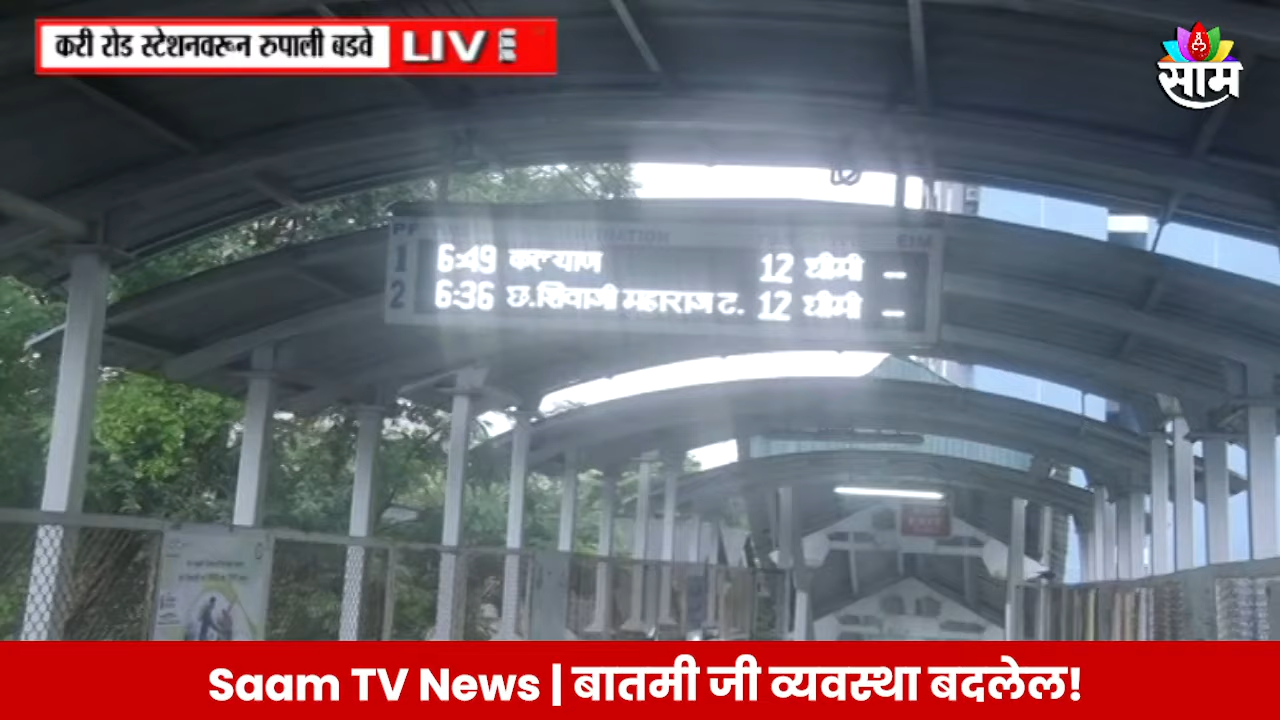 करी रोड स्टेशनवरून रुपाली बडवे LIVE
साम
PF
1 6:49 कल्याण 12 धीमी --
2 6:36 छ.शिवाजी महाराज ट. 12 धीमी --
Saam TV News | बातमी जी व्यवस्था बदलेल!